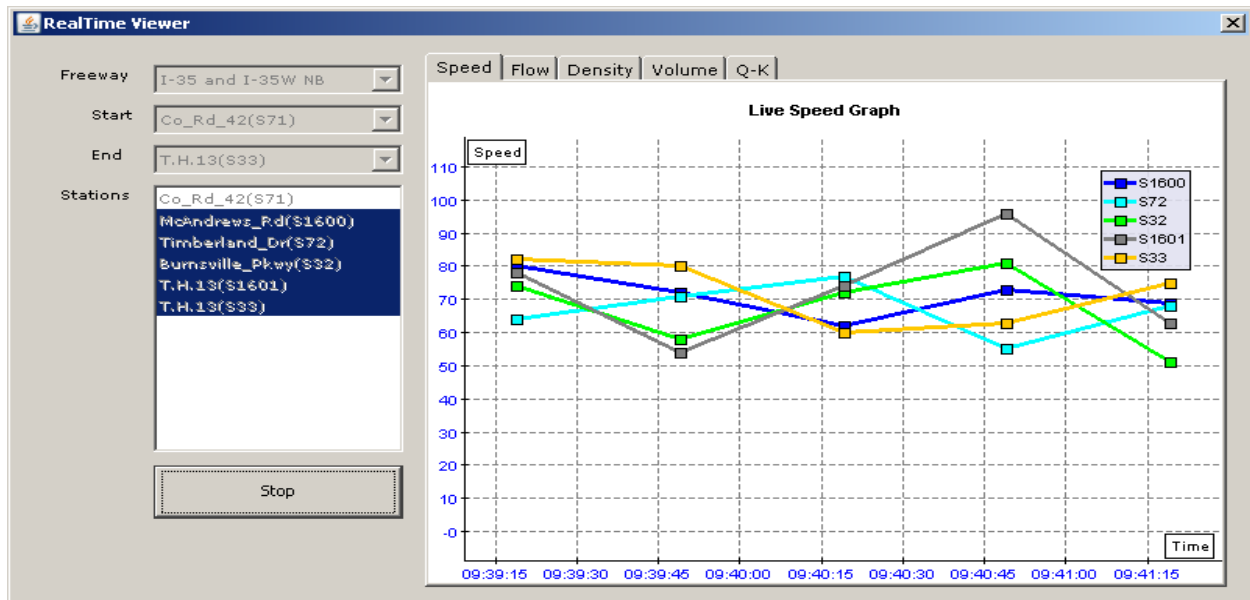 RealTime Viewer
Freeway
I-35 and I-35W NB
Start
Co_Rd_42(S71)
End
T.H.13(S33)
Stations
Co_Rd_42(S71)
McAndrews_Rd(S1600)
Timberland_Dr(S72)
Burnsville_Pkwy(S32)
T.H.13(S1601)
T.H.13(S33)
Stop
Speed Flow Density Volume Q-K
Live Speed Graph
Speed
110
100
90
80
70
60
50
40
30
20
10
-0
S1600
S72
S32
S1601
S33
Time
09:39:15 09:39:30 09:39:45 09:40:00 09:40:15 09:40:30 09:40:45 09:41:00 09:41:15